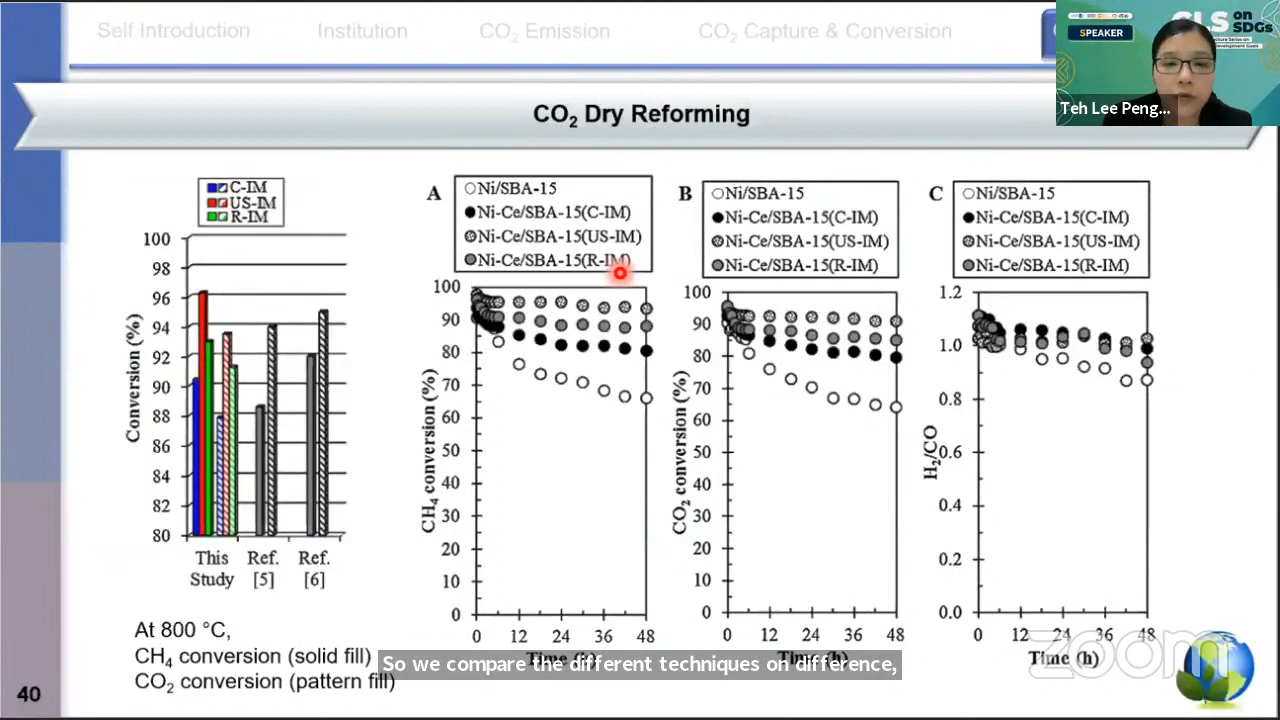 Self Introduction
Institution
CO₂ Emission
CO₂ Capture & Conversion
SPEAKER
on
SDGs
Teh Lee Peng...
CO₂ Dry Reforming
C-IM
US-IM
R-IM
100
98
96
94
92
90
88
86
84
82
80
Conversion (%)
This Study
Ref. [5]
Ref. [6]
At 800 °C,
CH₄ conversion (solid fill)
CO₂ conversion (pattern fill)
A
Ni/SBA-15
Ni-Ce/SBA-15(C-IM)
Ni-Ce/SBA-15(US-IM)
Ni-Ce/SBA-15(R-IM)
100
90
80
70
60
50
40
30
20
10
0
CH₄ conversion (%)
0 12 24 36 48
B
Ni/SBA-15
Ni-Ce/SBA-15(C-IM)
Ni-Ce/SBA-15(US-IM)
Ni-Ce/SBA-15(R-IM)
100
90
80
70
60
50
40
30
20
10
0
CO₂ conversion (%)
0 12 24 36 48
C
Ni/SBA-15
Ni-Ce/SBA-15(C-IM)
Ni-Ce/SBA-15(US-IM)
Ni-Ce/SBA-15(R-IM)
1.2
1.0
0.8
0.6
0.4
0.2
0.0
H₂/CO
0 12 24 36 48
Time (h)
So we compare the different techniques on difference,
zoom
40